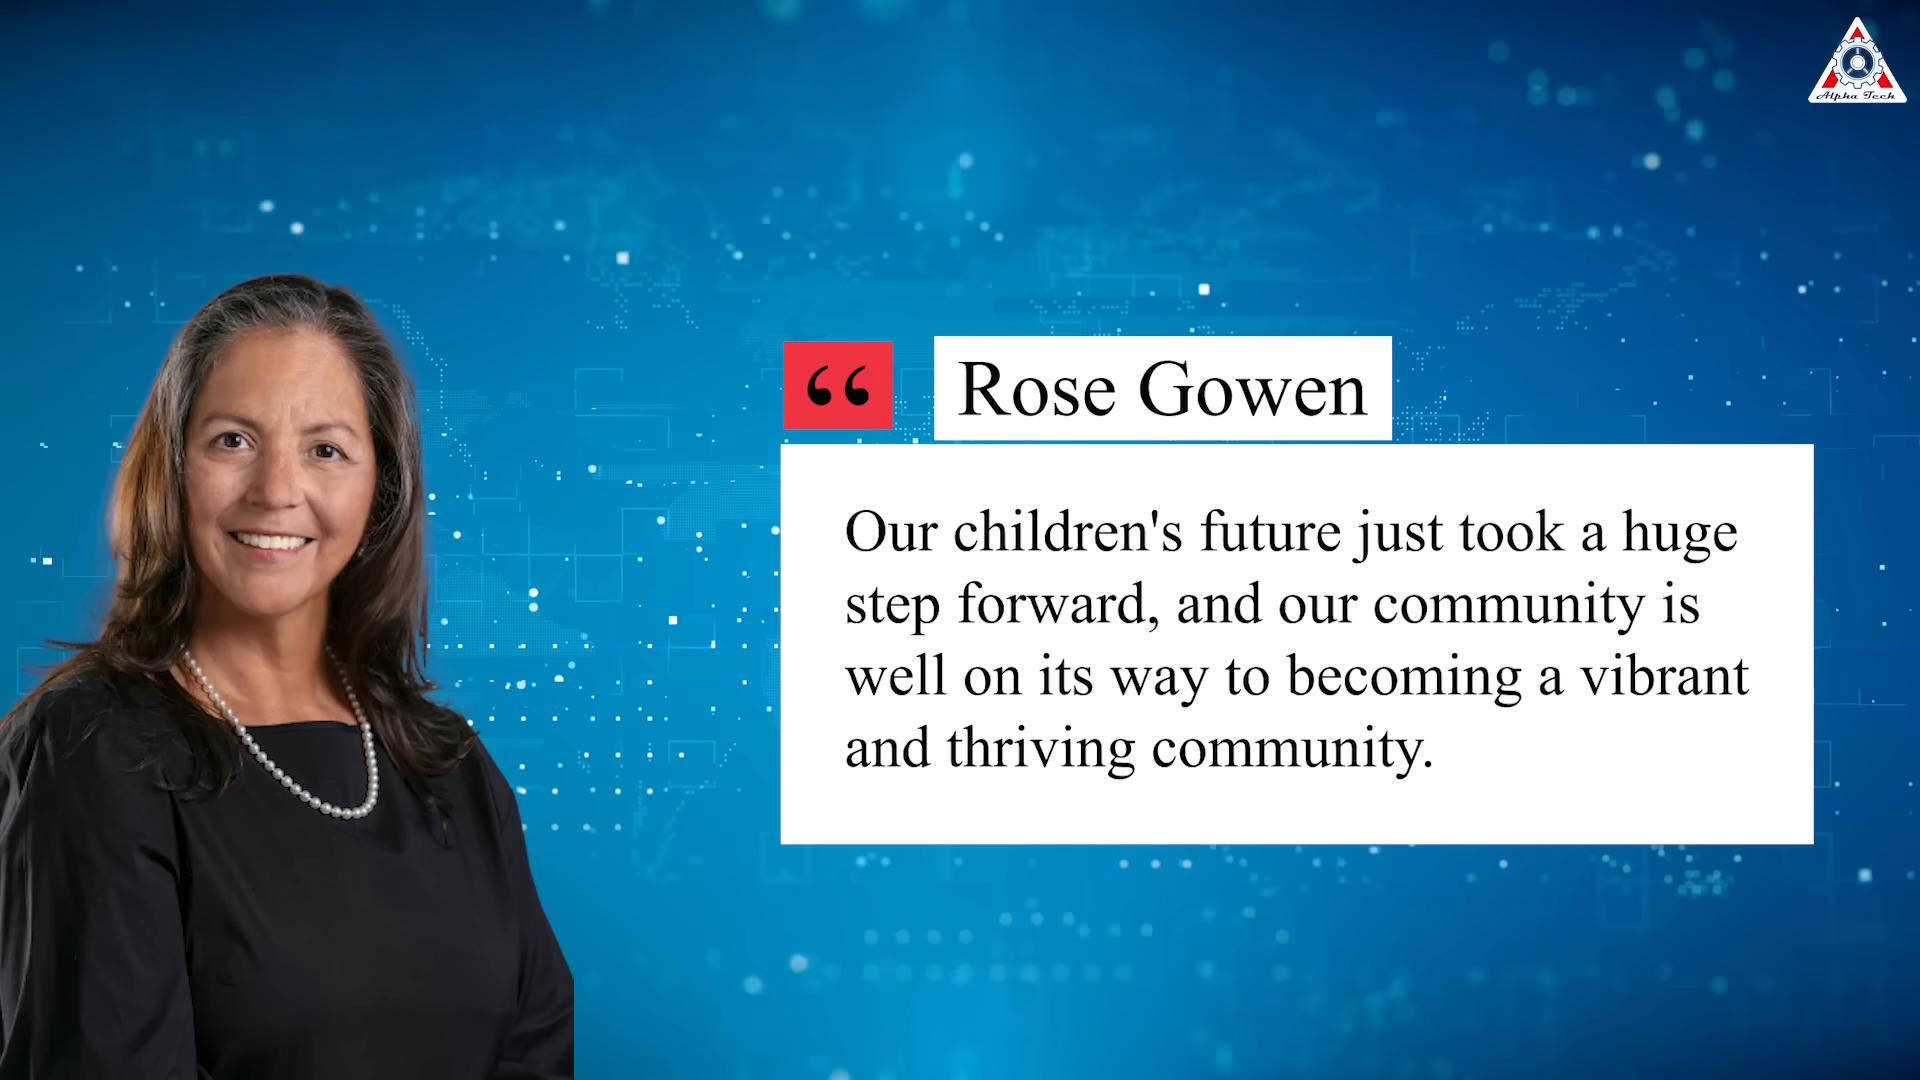 Alpha Tech
“
Rose Gowen
Our children's future just took a huge
step forward, and our community is
well on its way to becoming a vibrant
and thriving community.